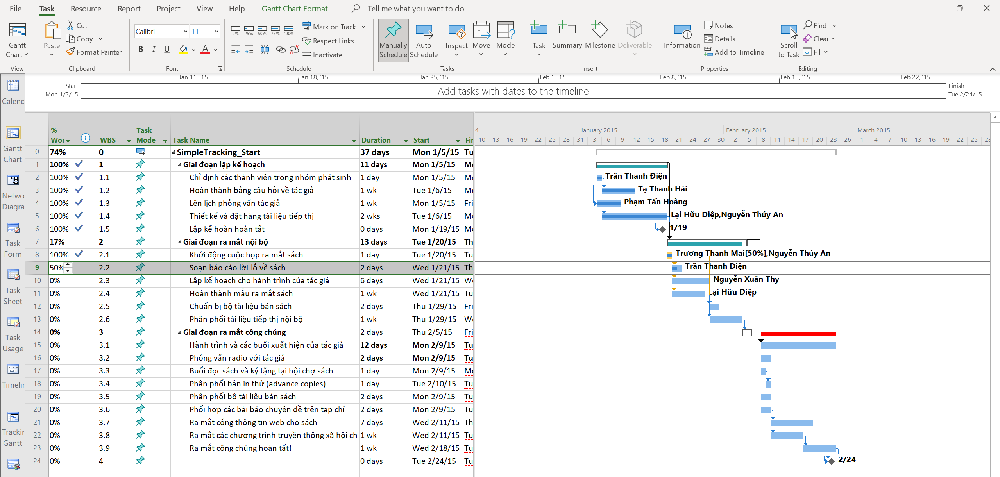 File Task Resource Report Project View Help Gantt Chart Format Tell me what you want to do
Gantt Chart
Paste
Cut
Copy
Format Painter
Calibri 11
B I U A
0% 25% 50% 75% 100%
Mark on Track
Respect Links
Inactivate
Manually Schedule
Auto Schedule
Inspect
Move
Mode
Task
Summary
Milestone
Deliverable
Information
Notes
Details
Add to Timeline
Scroll to Task
Find
Clear
Fill
View Clipboard Font Schedule Tasks Insert Properties Editing
Jan 11, '15 Jan 18, '15 Jan 25, '15 Feb 1, '15 Feb 8, '15 Feb 15, '15 Feb 22, '15
Start
Mon 1/5/15
Add tasks with dates to the timeline
Finish
Tue 2/24/15
Calenc
Gantt Chart
Netwo Diagra
Task Form
Task Sheet
Task Usage
Timelin
Trackin Gantt
% Wor WBS Task Mode Task Name Duration Start Fin
4 January 2015 February 2015 March 2015
10 13 16 19 22 25 28 31 3 6 9 12 15 18 21 24 27 30 2 5 8 11 14 17 20 23 26 1 4 7 10 13 16 19 22 25 28
0 74% 0 SimpleTracking_Start 37 days Mon 1/5/15 Tu
1 100% 1 Giai đoạn lập kế hoạch 11 days Mon 1/5/15 Mo
2 100% 1.1 Chỉ định các thành viên trong nhóm phát sinh 1 day Mon 1/5/15 Mo Trần Thanh Điện
3 100% 1.2 Hoàn thành bảng câu hỏi về tác giả 1 wk Tue 1/6/15 Mo Tạ Thanh Hải
4 100% 1.3 Lên lịch phỏng vấn tác giả 1 wk Mon 1/5/15 Fri Phạm Tấn Hoàng
5 100% 1.4 Thiết kế và đặt hàng tài liệu tiếp thị 2 wks Tue 1/6/15 Mo Lại Hữu Diệp,Nguyễn Thúy An
6 100% 1.5 Lập kế hoàn hoàn tất 0 days Mon 1/19/15 Mo 1/19
7 17% 2 Giai đoạn ra mắt nội bộ 13 days Tue 1/20/15 Th
8 100% 2.1 Khởi động cuộc họp ra mắt sách 1 day Tue 1/20/15 Tu Trương Thanh Mai[50%],Nguyễn Thúy An
9 50% 2.2 Soạn báo cáo lời-lỗ về sách 2 days Wed 1/21/15 Th Trần Thanh Điện
10 0% 2.3 Lập kế hoạch cho hành trình của tác giả 6 days Wed 1/21/15 We Nguyễn Xuân Thy
11 0% 2.4 Hoàn thành mẫu ra mắt sách 1 wk Wed 1/21/15 Tu Lại Hữu Diệp
12 0% 2.5 Chuẩn bị bộ tài liệu bán sách 2 days Thu 1/29/15 Fri
13 0% 2.6 Phân phối tài liệu tiếp thị nội bộ 1 wk Thu 1/29/15 We
14 0% 3 Giai đoạn ra mắt công chúng 2 days Thu 2/5/15 Fri
15 0% 3.1 Hành trình và các buổi xuất hiện của tác giả 12 days Mon 2/9/15 Tu
16 0% 3.2 Phỏng vấn radio với tác giả 2 days Mon 2/9/15 Tu
17 0% 3.3 Buổi đọc sách và ký tặng tại hội chợ sách 1 day Mon 2/9/15 Mo
18 0% 3.4 Phân phối bản in thử (advance copies) 1 day Tue 2/10/15 Tu
19 0% 3.5 Phân phối bộ tài liệu bán sách 2 days Mon 2/9/15 Tu
20 0% 3.6 Phối hợp các bài báo chuyên đề trên tạp chí 2 days Mon 2/9/15 Tu
21 0% 3.7 Ra mắt cổng thông tin web cho sách 7 days Wed 2/11/15 Th
22 0% 3.8 Ra mắt các chương trình truyền thông xã hội ch 1 wk Wed 2/11/15 Tu
23 0% 3.9 Ra mắt công chúng hoàn tất! 1 wk Wed 2/18/15 Tu
24 0% 4 0 days Tue 2/24/15 Tu 2/24